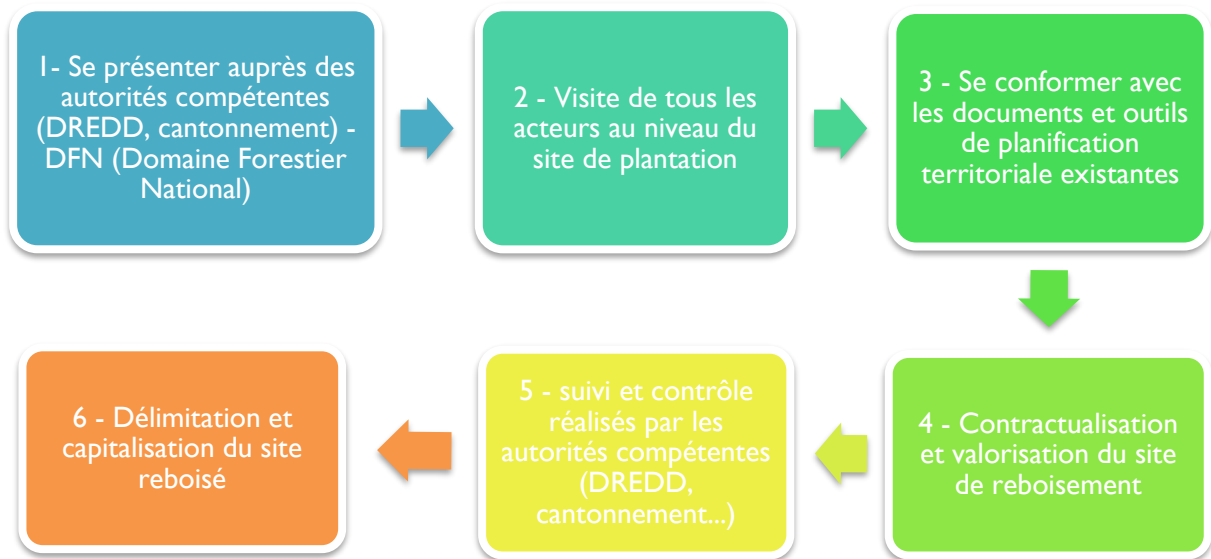 1- Se présenter auprès des
autorités compétentes
(DREDD, cantonnement) -
DFN (Domaine Forestier
National)
2 - Visite de tous les
acteurs au niveau du
site de plantation
3 - Se conformer avec
les documents et outils
de planification
territoriale existantes
4 - Contractualisation
et valorisation du site
de reboisement
5 - suivi et contrôle
réalisés par les
autorités compétentes
(DREDD,
cantonnement...)
6 - Délimitation et
capitalisation du site
reboisé